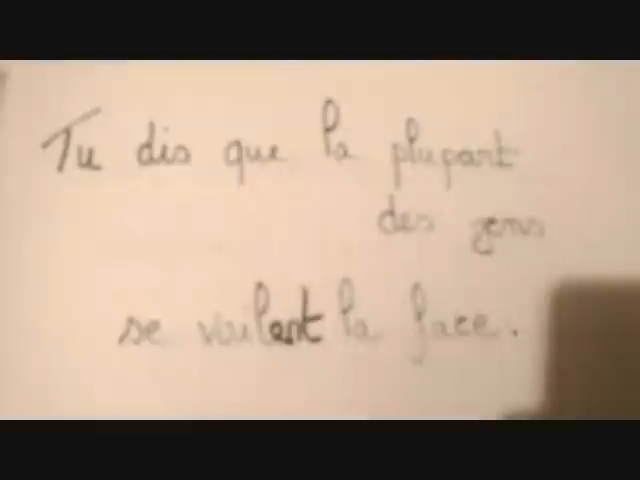 Tu dis que la plupart
des gens
se voilent la face.